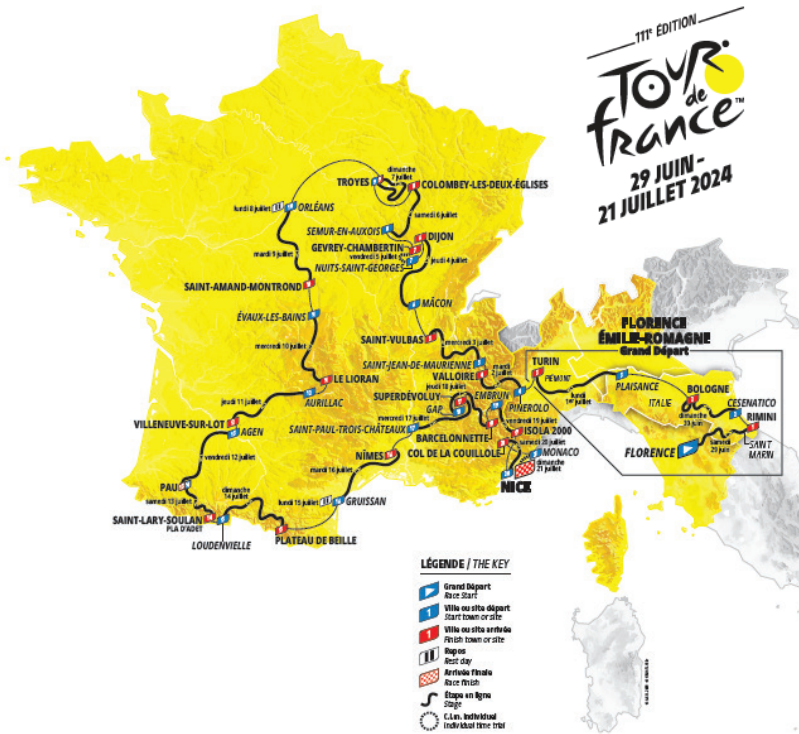 111e ÉDITION
TOUR
de
france™
29 JUIN-
21 JUILLET 2024
dimanche
7 juillet
TROYES
COLOMBEY-LES-DEUX-ÉGLISES
lundi 8 juillet
ORLÉANS
samedi 6 juillet
SEMUR-EN-AUXOIS
DIJON
GEVREY-CHAMBERTIN
vendredi 5 juillet
jeudi 4 juillet
NUITS-SAINT-GEORGES
mardi 9 juillet
SAINT-AMAND-MONTROND
MÂCON
ÉVAUX-LES-BAINS
FLORENCE
ÉMILIE-ROMAGNE
Grand Départ
SAINT-VULBAS
mercredi 3 juillet
mercredi 10 juillet
SAINT-JEAN-DE-MAURIENNE
mardi
2 juillet
TURIN
VALLOIRE
PIÉMONT
PLAISANCE
LE LIORAN
jeudi 18 juillet
lundi
1er juillet
BOLOGNE
SUPERDÉVOLUY
EMBRUN
jeudi 11 juillet
AURILLAC
GAP
PINEROLO
ITALIE
CESENATICO
mercredi 17 juillet
dimanche
30 juin
RIMINI
VILLENEUVE-SUR-LOT
SAINT-PAUL-TROIS-CHÂTEAUX
vendredi 19 juillet
AGEN
BARCELONNETTE
ISOLA 2000
samedi
29 juin
samedi 20 juillet
FLORENCE
SAINT
MARIN
COL DE LA COUILLOLE
MONACO
NÎMES
vendredi 12 juillet
dimanche
21 juillet
mardi 16 juillet
NICE
PAU
dimanche
14 juillet
samedi 13 juillet
lundi 15 juillet
GRUISSAN
SAINT-LARY-SOULAN
PLA D'ADET
PLATEAU DE BEILLE
LOUDENVIELLE
LÉGENDE / THE KEY
Grand Départ
Race Start
1
Ville ou site départ
Start town or site
1
Ville ou site arrivée
Finish town or site
Repos
Rest day
Arrivée finale
Race finish
Étape en ligne
Stage
C.l.m. individuel
Individual time trial